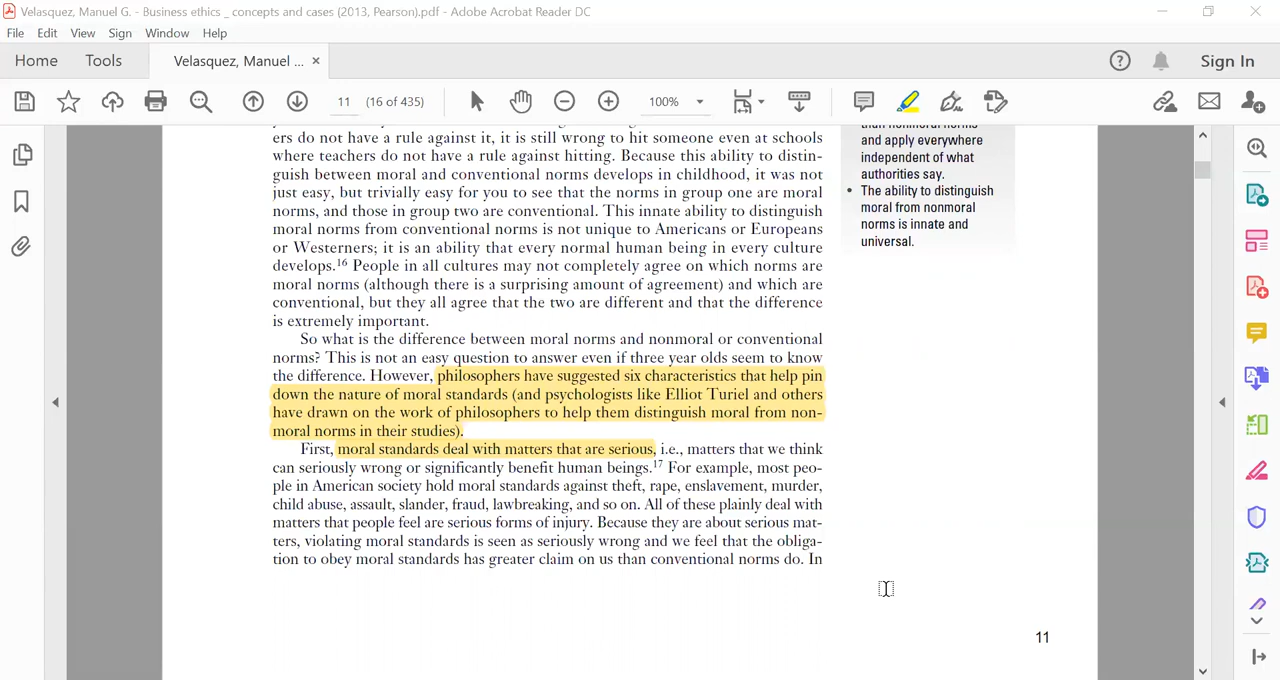 Velasquez, Manuel G. - Business ethics _ concepts and cases (2013, Pearson).pdf - Adobe Acrobat Reader DC
File Edit View Sign Window Help
Home Tools Velasquez, Manuel ... × Sign In
11 (16 of 435) 100%
ers do not have a rule against it, it is still wrong to hit someone even at schools
where teachers do not have a rule against hitting. Because this ability to distin-
guish between moral and conventional norms develops in childhood, it was not
just easy, but trivially easy for you to see that the norms in group one are moral
norms, and those in group two are conventional. This innate ability to distinguish
moral norms from conventional norms is not unique to Americans or Europeans
or Westerners; it is an ability that every normal human being in every culture
develops.16 People in all cultures may not completely agree on which norms are
moral norms (although there is a surprising amount of agreement) and which are
conventional, but they all agree that the two are different and that the difference
is extremely important.
So what is the difference between moral norms and nonmoral or conventional
norms? This is not an easy question to answer even if three year olds seem to know
the difference. However, philosophers have suggested six characteristics that help pin
down the nature of moral standards (and psychologists like Elliot Turiel and others
have drawn on the work of philosophers to help them distinguish moral from non-
moral norms in their studies).
First, moral standards deal with matters that are serious, i.e., matters that we think
can seriously wrong or significantly benefit human beings.17 For example, most peo-
ple in American society hold moral standards against theft, rape, enslavement, murder,
child abuse, assault, slander, fraud, lawbreaking, and so on. All of these plainly deal with
matters that people feel are serious forms of injury. Because they are about serious mat-
ters, violating moral standards is seen as seriously wrong and we feel that the obliga-
tion to obey moral standards has greater claim on us than conventional norms do. In
than nonmoral norms
and apply everywhere
independent of what
authorities say.
• The ability to distinguish
moral from nonmoral
norms is innate and
universal.
11